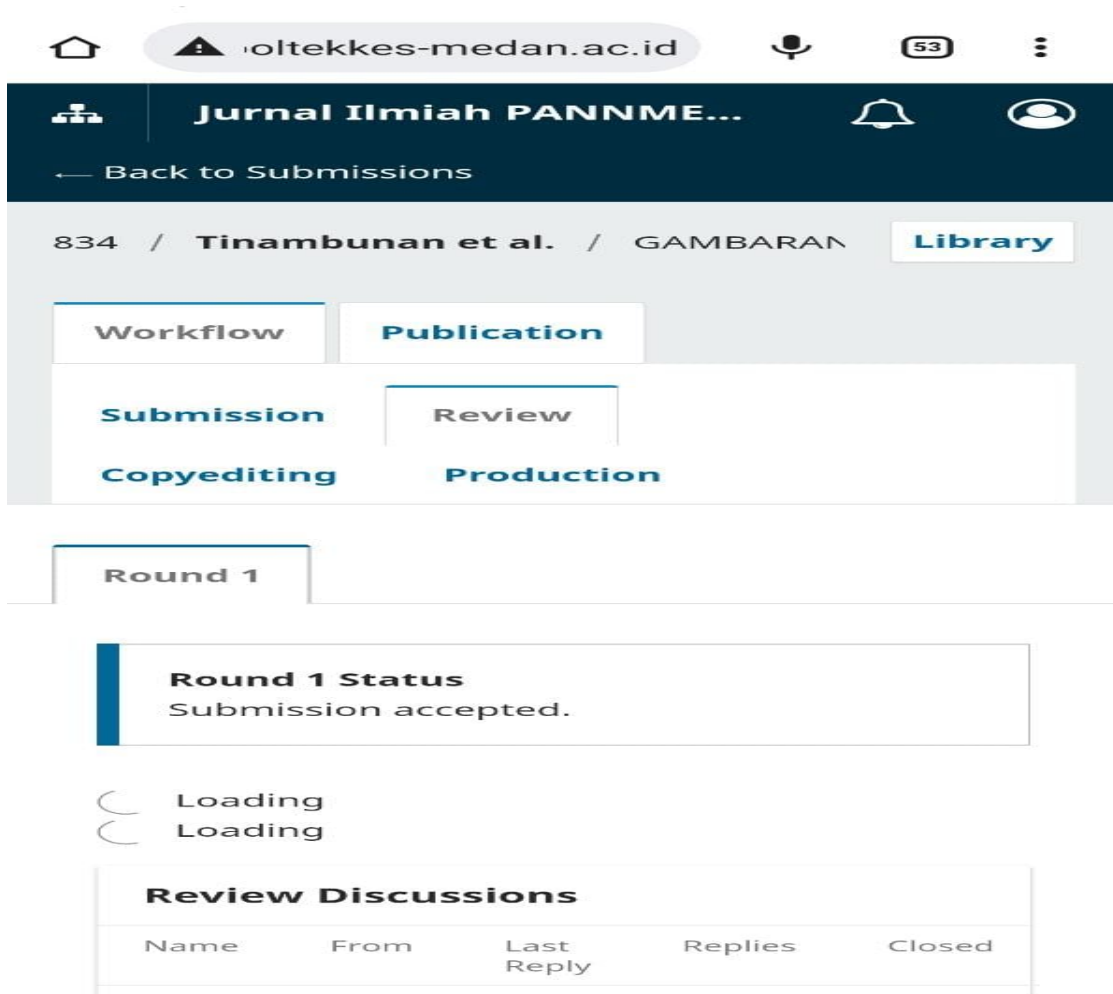 oltekkes-medan.ac.id 53
Jurnal Ilmiah PANNME...
← Back to Submissions
834 / Tinambunan et al. / GAMBARAN Library
Workflow Publication
Submission Review
Copyediting Production
Round 1
Round 1 Status
Submission accepted.
Loading
Loading
Review Discussions
Name From Last Reply Replies Closed